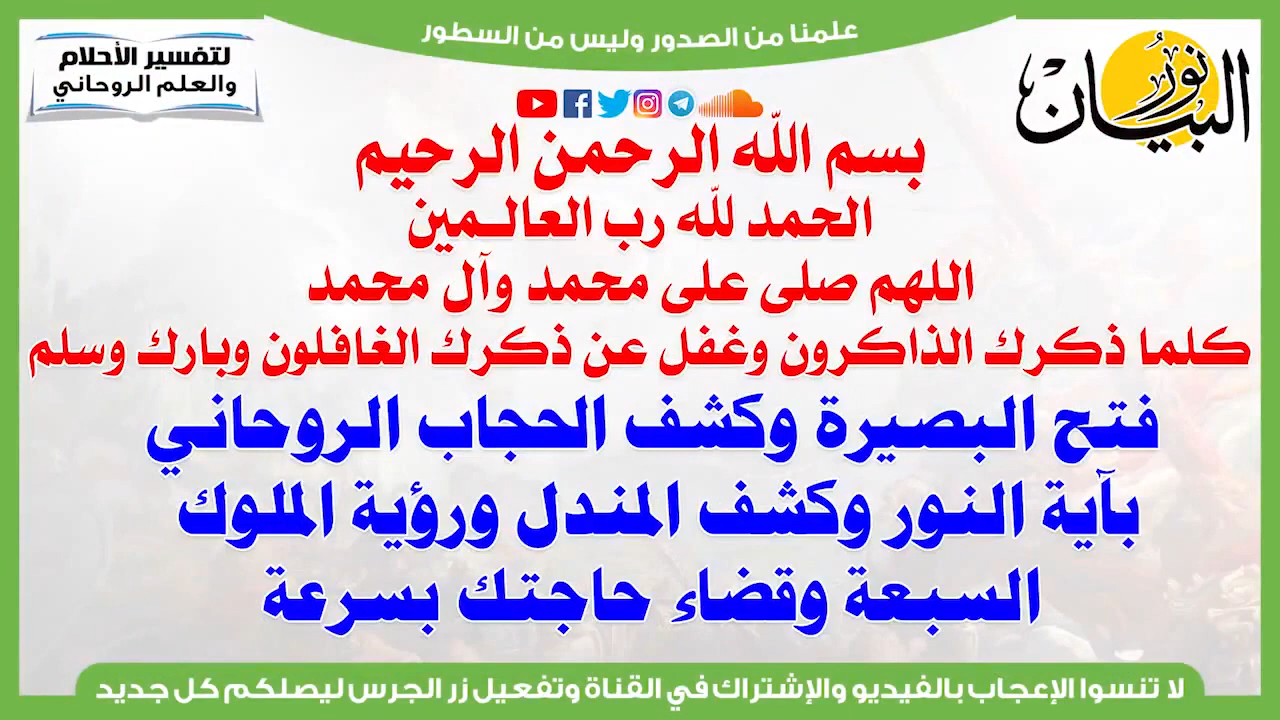 علمنا من الصدور وليس من السطور
نور البيان
لتفسير الأحلام
والعلم الروحاني
بسم الله الرحمن الرحيم
الحمد لله رب العالـمين
اللهم صلى على محمد وآل محمد
كلما ذكرك الذاكرون وغفل عن ذكرك الغافلون وبارك وسلم
فتح البصيرة وكشف الحجاب الروحاني
بآية النور وكشف المندل ورؤية الملوك
السبعة وقضاء حاجتك بسرعة
لا تنسوا الإعجاب بالفيديو والإشتراك في القناة وتفعيل زر الجرس ليصلكم كل جديد